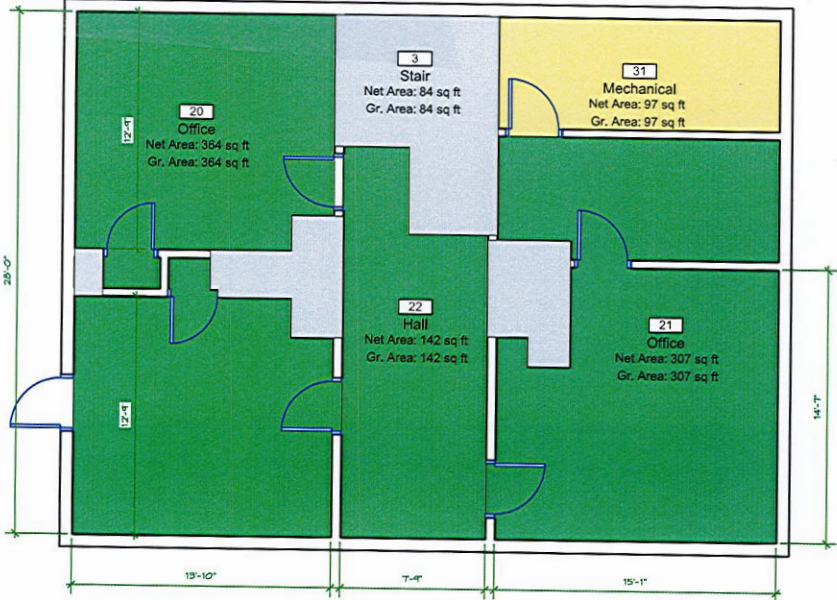 3
Stair
Net Area: 84 sq ft
Gr. Area: 84 sq ft
31
Mechanical
Net Area: 97 sq ft
Gr. Area: 97 sq ft
20
Office
Net Area: 364 sq ft
Gr. Area: 364 sq ft
12'-9"
28'-0"
22
Hall
Net Area: 142 sq ft
Gr. Area: 142 sq ft
21
Office
Net Area: 307 sq ft
Gr. Area: 307 sq ft
12'-9"
14'-7"
13'-10"
7'-9"
15'-1"